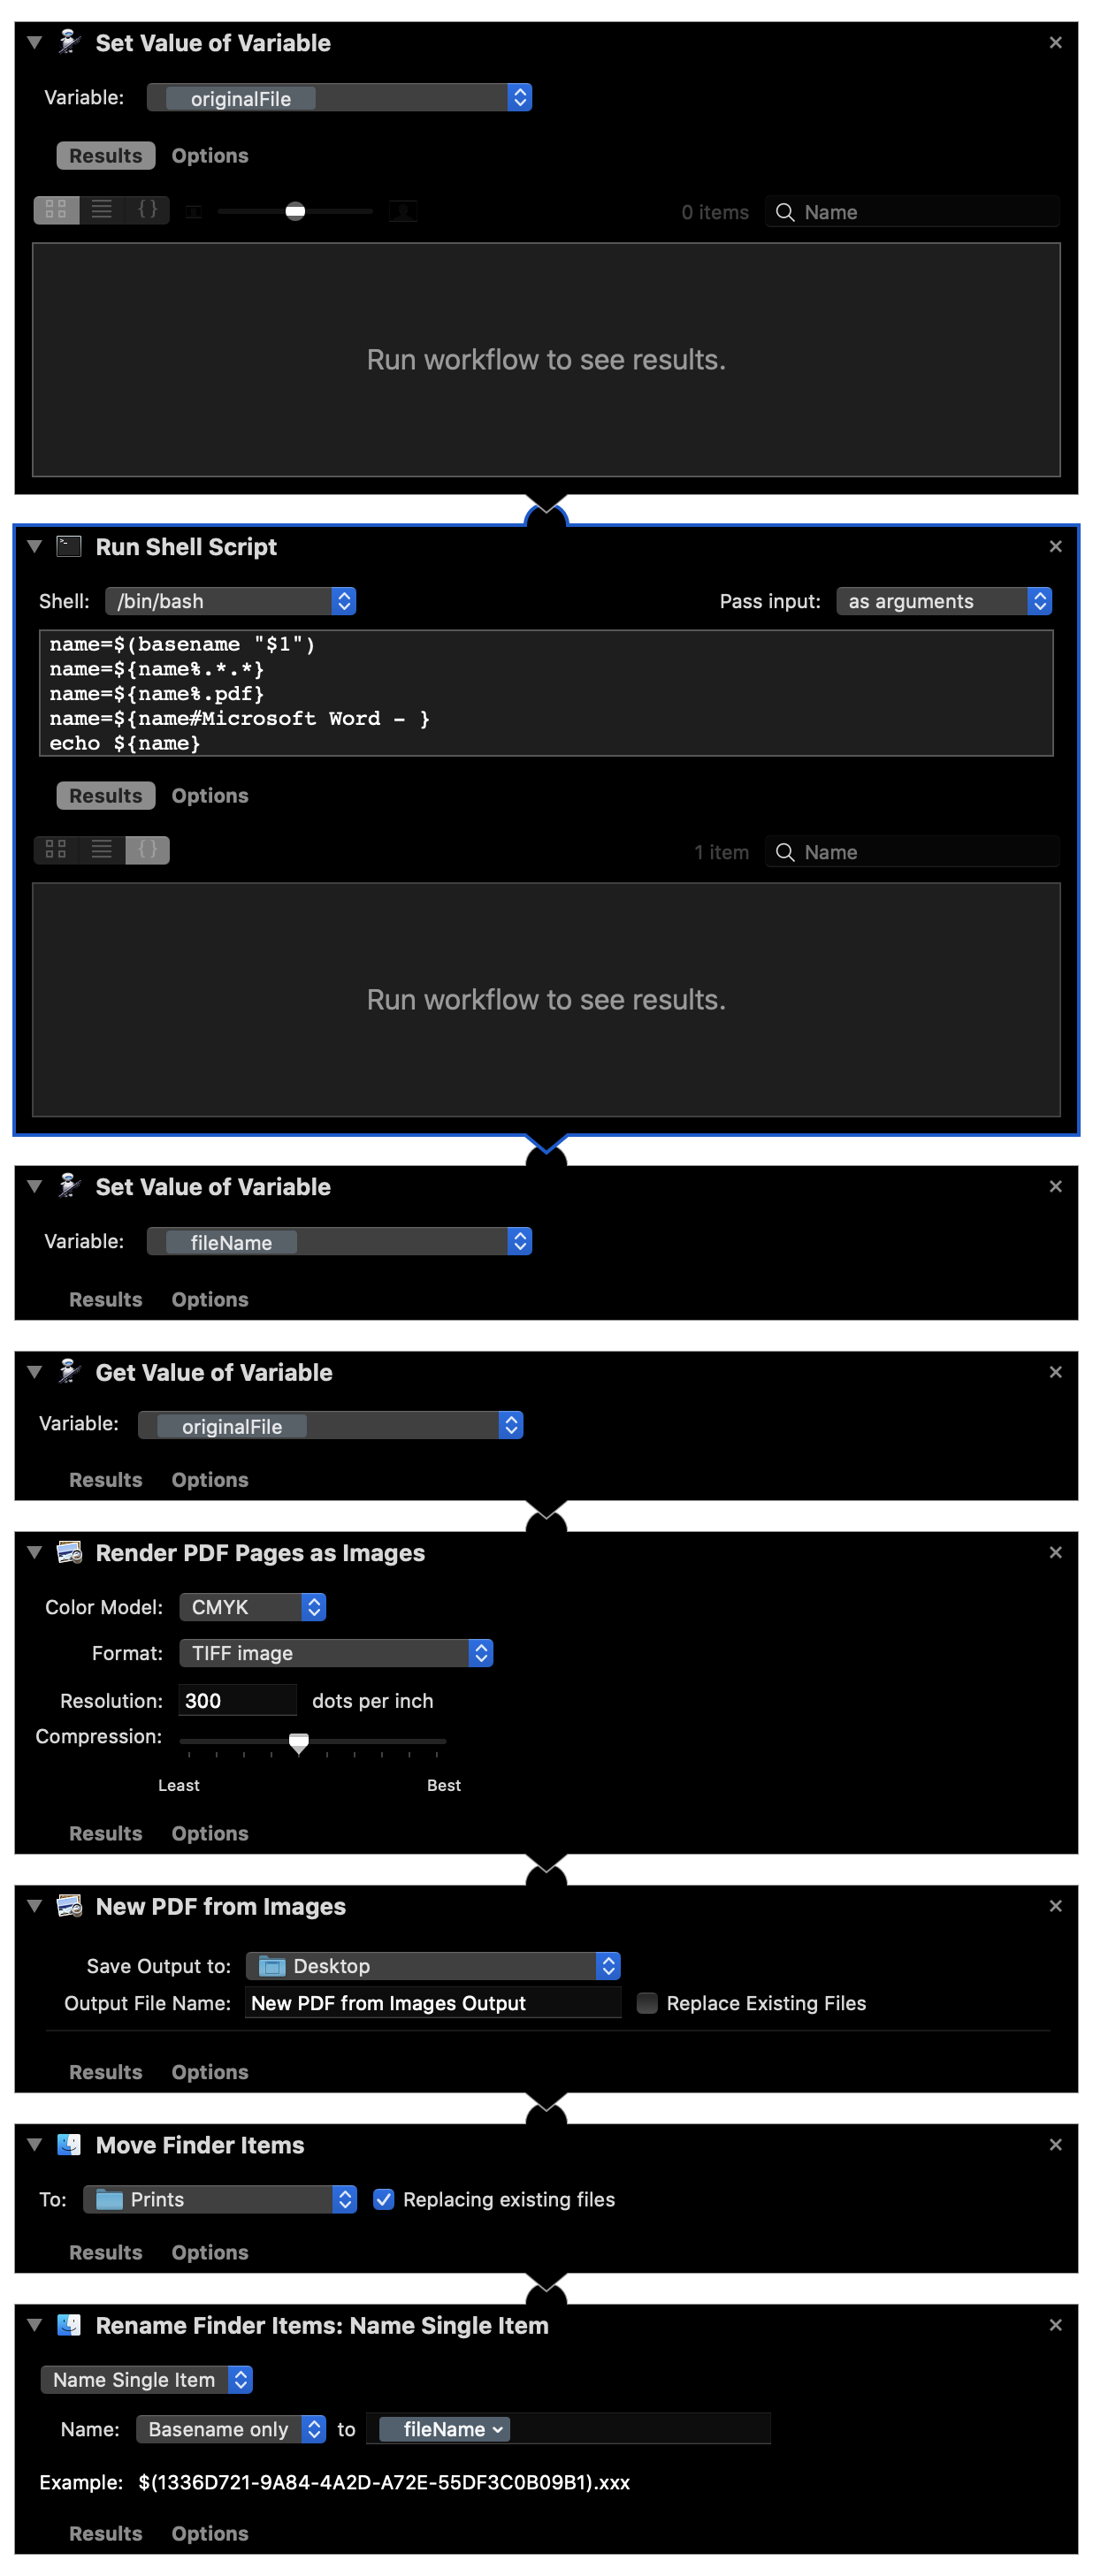 Set Value of Variable
Variable: originalFile
Results Options
0 items Name
Run workflow to see results.
Run Shell Script
Shell: /bin/bash Pass input: as arguments
name=$(basename "$1")
name=${name%.*.*}
name=${name%.pdf}
name=${name#Microsoft Word - }
echo ${name}
Results Options
1 item Name
Run workflow to see results.
Set Value of Variable
Variable: fileName
Results Options
Get Value of Variable
Variable: originalFile
Results Options
Render PDF Pages as Images
Color Model: CMYK
Format: TIFF image
Resolution: 300 dots per inch
Compression:
Least Best
Results Options
New PDF from Images
Save Output to: Desktop
Output File Name: New PDF from Images Output Replace Existing Files
Results Options
Move Finder Items
To: Prints Replacing existing files
Results Options
Rename Finder Items: Name Single Item
Name Single Item
Name: Basename only to fileName
Example: $(1336D721-9A84-4A2D-A72E-55DF3C0B09B1).xxx
Results Options